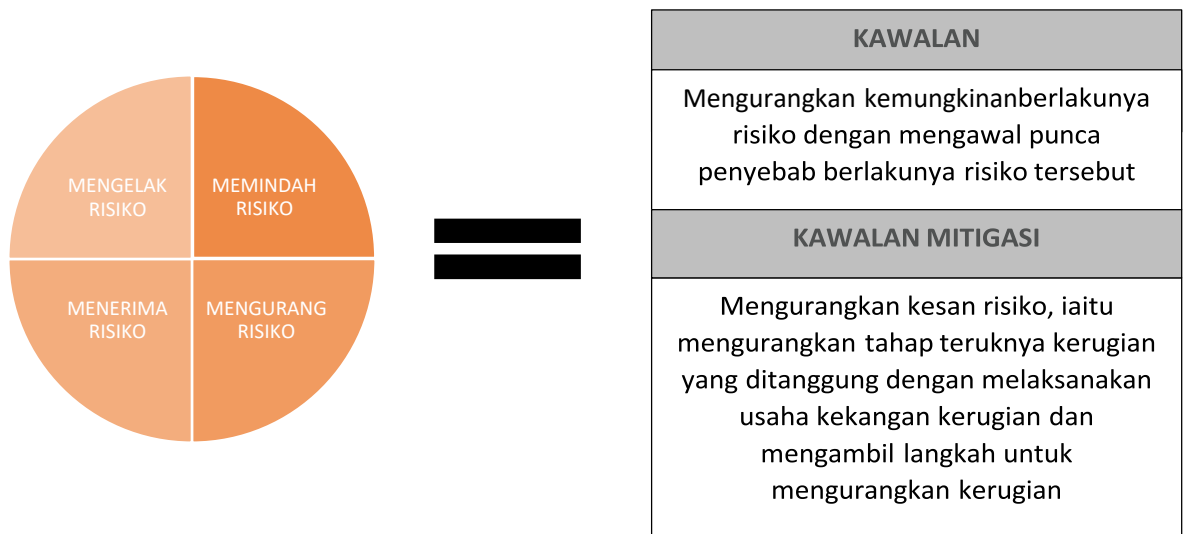 MENGELAK
RISIKO
MEMINDAH
RISIKO
MENERIMA
RISIKO
MENGURANG
RISIKO
KAWALAN
Mengurangkan kemungkinanberlakunya
risiko dengan mengawal punca
penyebab berlakunya risiko tersebut
KAWALAN MITIGASI
Mengurangkan kesan risiko, iaitu
mengurangkan tahap teruknya kerugian
yang ditanggung dengan melaksanakan
usaha kekangan kerugian dan
mengambil langkah untuk
mengurangkan kerugian